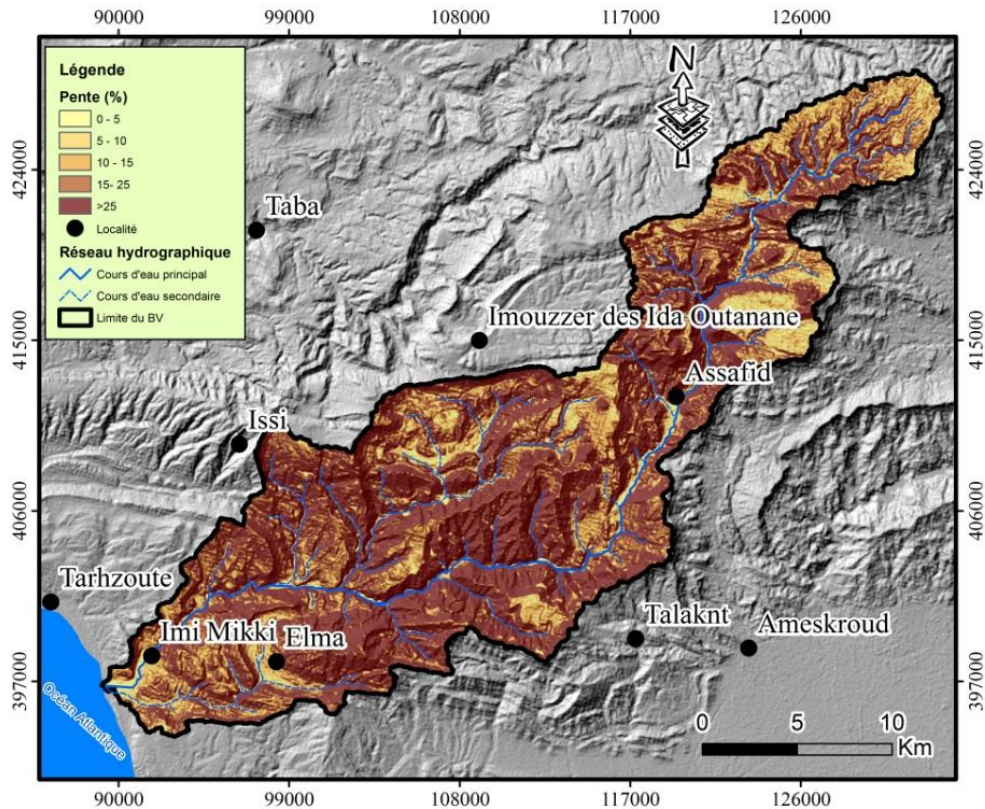 90000 99000 108000 117000 126000
Légende
Pente (%)
0 - 5
5 - 10
10 - 15
15- 25
>25
Localité
Réseau hydrographique
Cours d'eau principal
Cours d'eau secondaire
Limite du BV
N
424000
424000
Taba
Imouzzer des Ida Outanane
415000
415000
Assafid
Issi
406000
406000
Tarhzoute
Imi Mikki
Elma
Talaknt
Ameskroud
397000
397000
Océan Atlantique
0 5 10
Km
90000 99000 108000 117000 126000